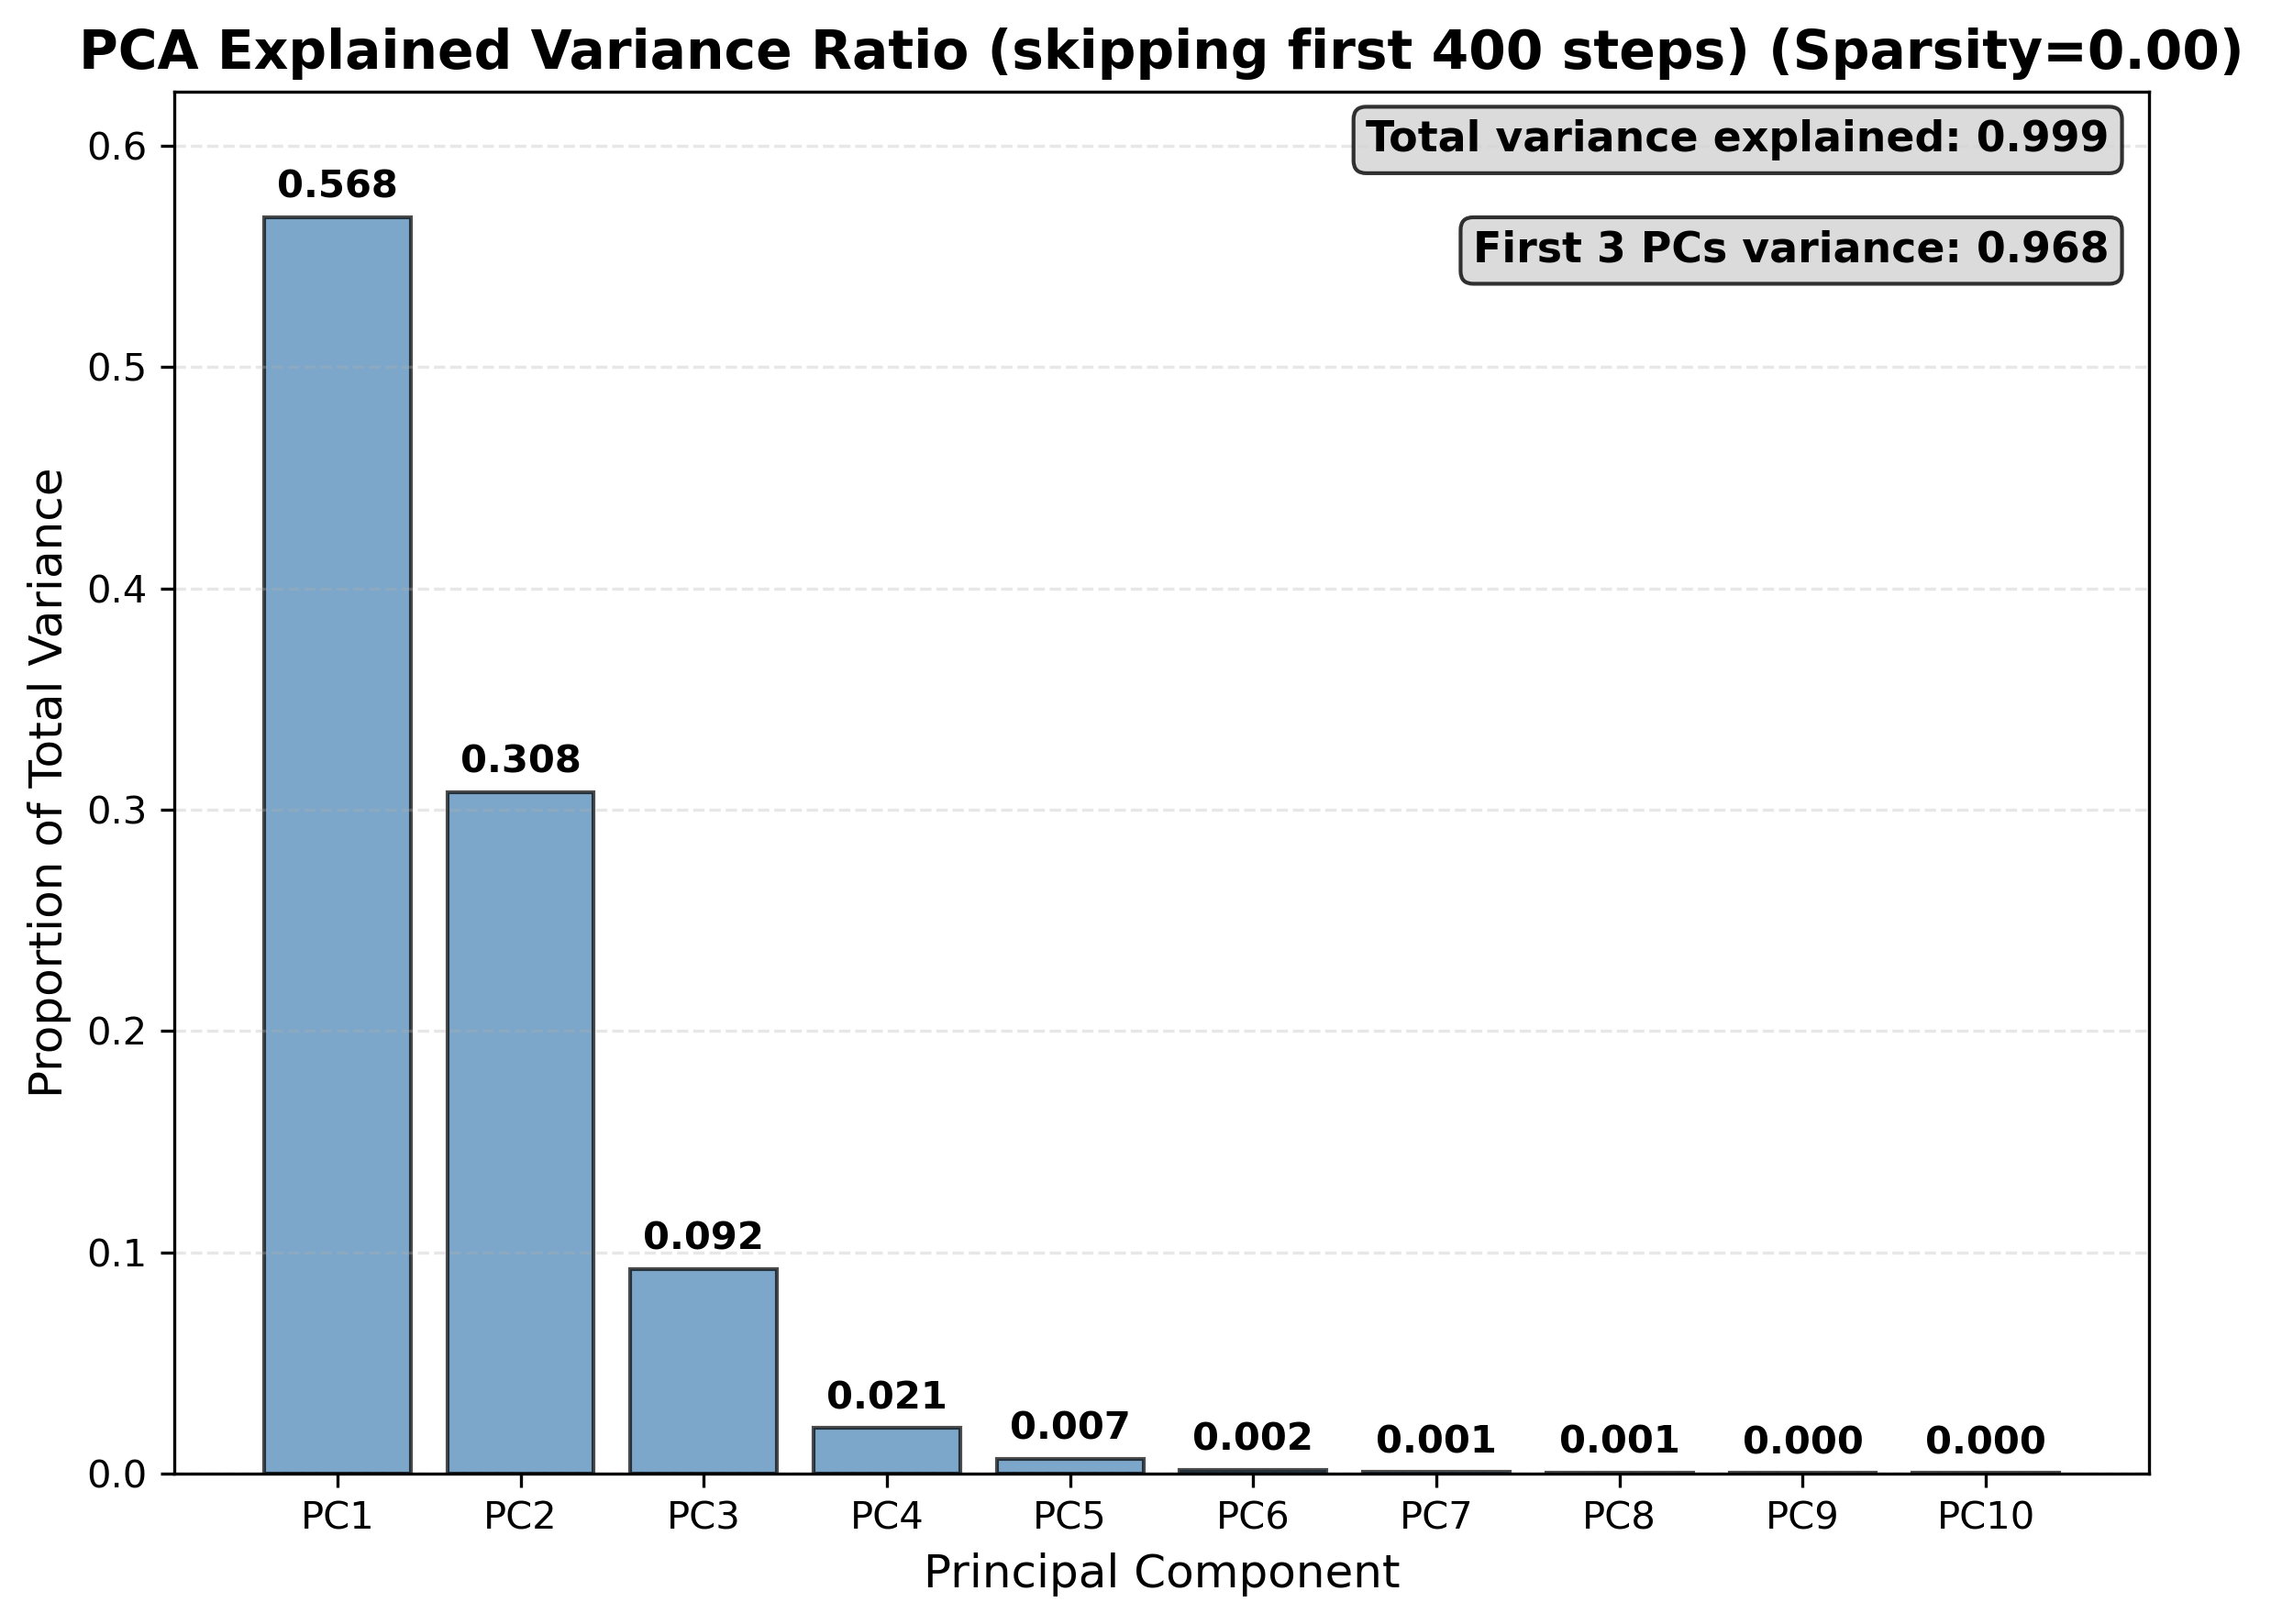 PCA Explained Variance Ratio (skipping first 400 steps) (Sparsity=0.00)
Total variance explained: 0.999
First 3 PCs variance: 0.968
Proportion of Total Variance
0.6
0.5
0.4
0.3
0.2
0.1
0.0
0.568
0.308
0.092
0.021
0.007
0.002
0.001
0.001
0.000
0.000
PC1 PC2 PC3 PC4 PC5 PC6 PC7 PC8 PC9 PC10
Principal Component